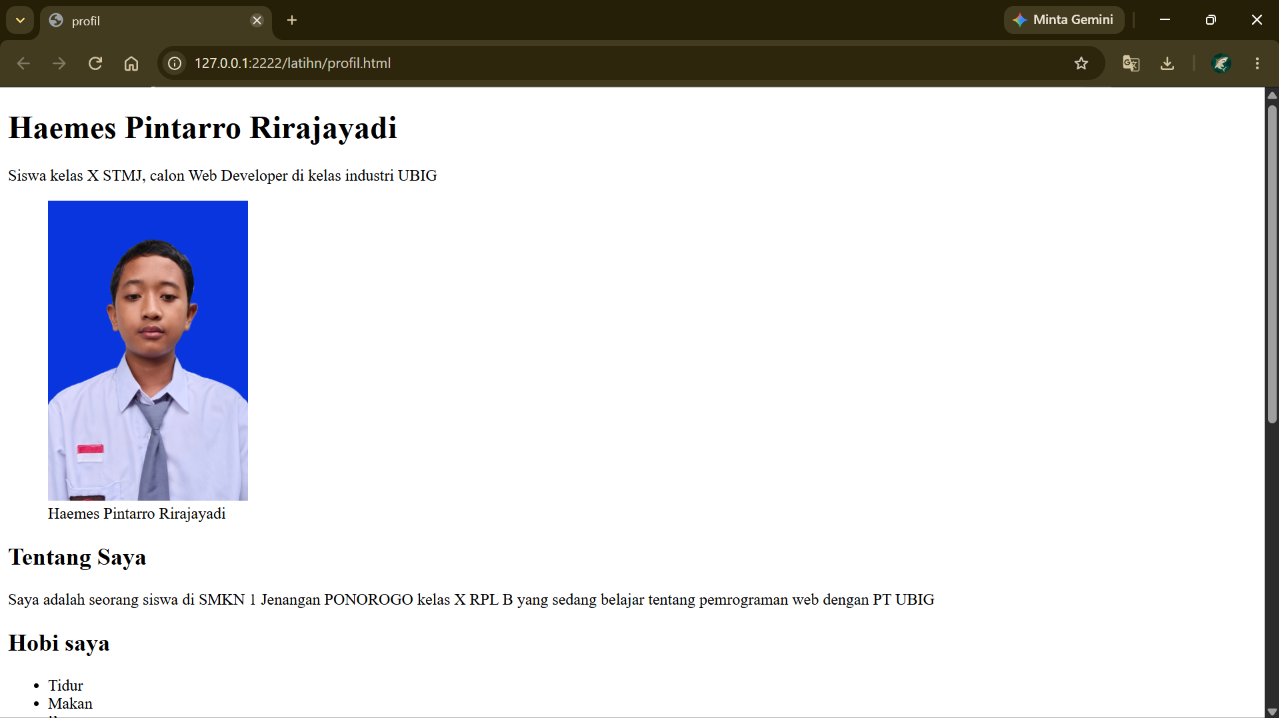 profil
Minta Gemini
127.0.0.1:2222/latihn/profil.html
Haemes Pintarro Rirajayadi
Siswa kelas X STMJ, calon Web Developer di kelas industri UBIG
Haemes Pintarro Rirajayadi
Tentang Saya
Saya adalah seorang siswa di SMKN 1 Jenangan PONOROGO kelas X RPL B yang sedang belajar tentang pemrograman web dengan PT UBIG
Hobi saya
• Tidur
• Makan